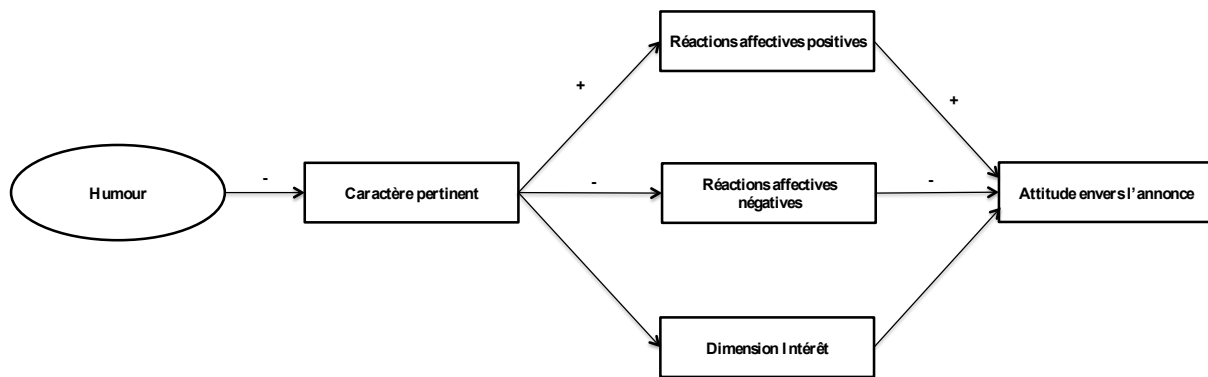 Réactions affectives positives
+
+
Humour
-
Caractère pertinent
-
Réactions affectives
négatives
-
Attitude envers l'annonce
Dimension Intérêt